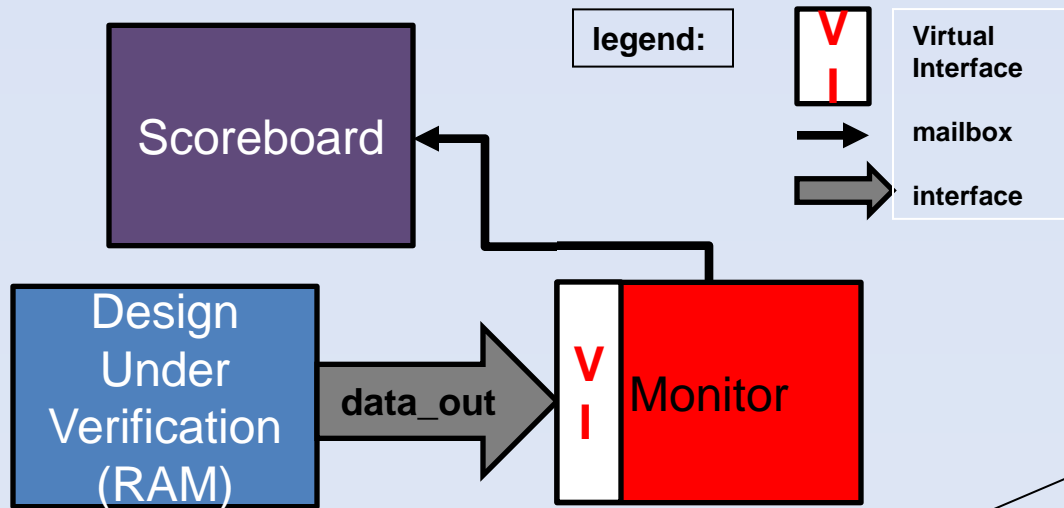 legend:
V
I
Virtual
Interface
mailbox
interface
Scoreboard
Design
Under
Verification
(RAM)
data_out
V
I
Monitor